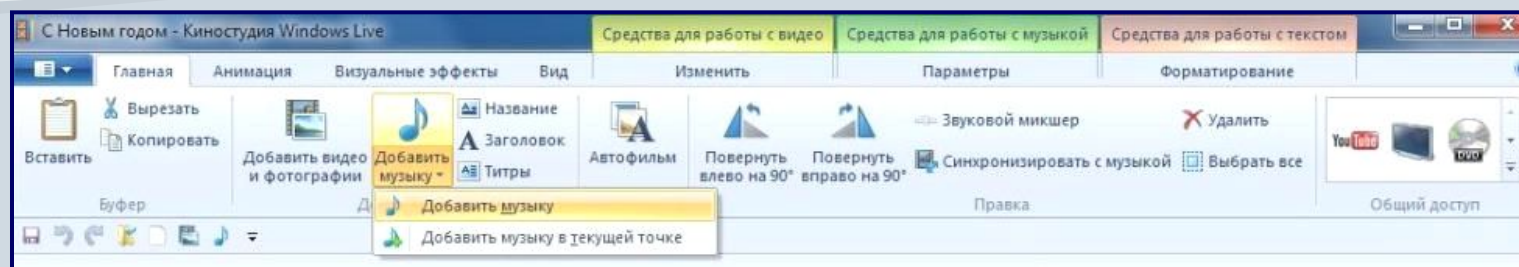 С Новым годом - Киностудия Windows Live
Средства для работы с видео
Средства для работы с музыкой
Средства для работы с текстом
Главная
Анимация
Визуальные эффекты
Вид
Изменить
Параметры
Форматирование
Вставить
Вырезать
Копировать
Буфер
Добавить видео
и фотографии
Добавить
музыку
Название
Заголовок
Титры
Автофильм
Повернуть
влево на 90°
Повернуть
вправо на 90°
Звуковой микшер
Синхронизировать с музыкой
Удалить
Выбрать все
Правка
YouTube
DVD
Общий доступ
Добавить музыку
Добавить музыку в текущей точке